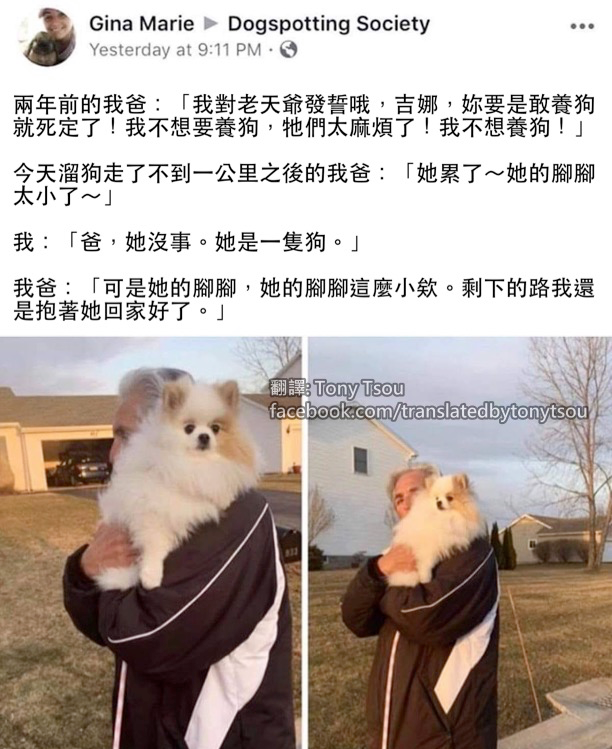 Gina Marie ▶ Dogspotting Society
Yesterday at 9:11 PM ·
兩年前的我爸：「我對老天爺發誓哦，吉娜，妳要是敢養狗
就死定了！我不想要養狗，牠們太麻煩了！我不想養狗！」
今天溜狗走了不到一公里之後的我爸：「她累了～她的腳腳
太小了～」
我：「爸，她沒事。她是一隻狗。」
我爸：「可是她的腳腳，她的腳腳這麼小欸。剩下的路我還
是抱著她回家好了。」
翻譯: Tony Tsou
facebook.com/translatedbytonytsou
833